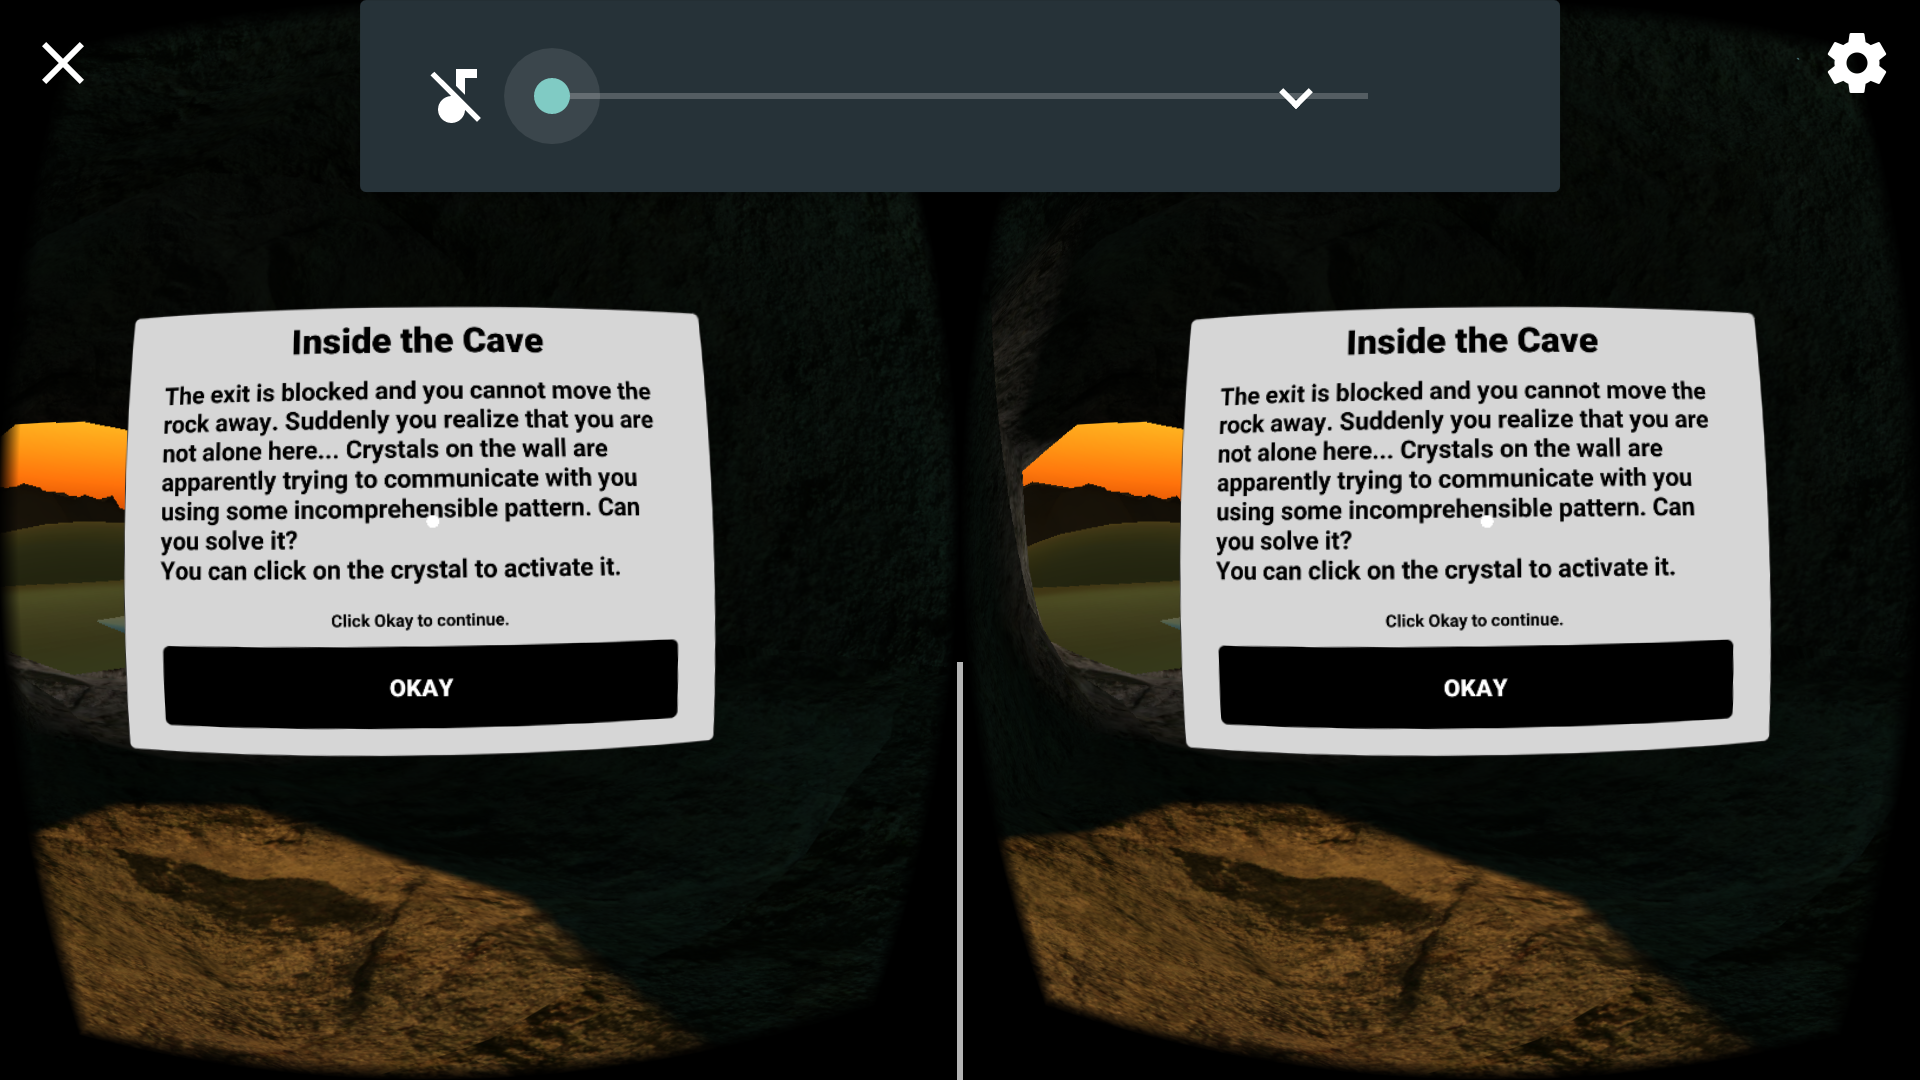 Inside the Cave
The exit is blocked and you cannot move the
rock away. Suddenly you realize that you are
not alone here... Crystals on the wall are
apparently trying to communicate with you
using some incomprehensible pattern. Can
you solve it?
You can click on the crystal to activate it.
Click Okay to continue.
OKAY
Inside the Cave
The exit is blocked and you cannot move the
rock away. Suddenly you realize that you are
not alone here... Crystals on the wall are
apparently trying to communicate with you
using some incomprehensible pattern. Can
you solve it?
You can click on the crystal to activate it.
Click Okay to continue.
OKAY